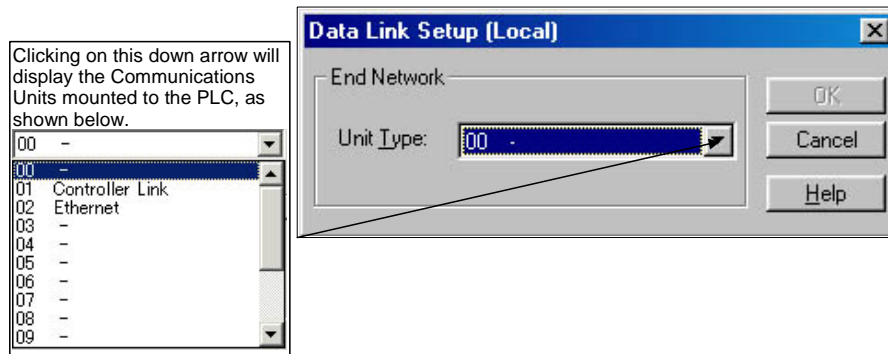 Clicking on this down arrow will
display the Communications
Units mounted to the PLC, as
shown below.
00 -
00 -
01 Controller Link
02 Ethernet
03 -
04 -
05 -
06 -
07 -
08 -
09 -
Data Link Setup (Local)
End Network
Unit Type:
00 -
OK
Cancel
Help